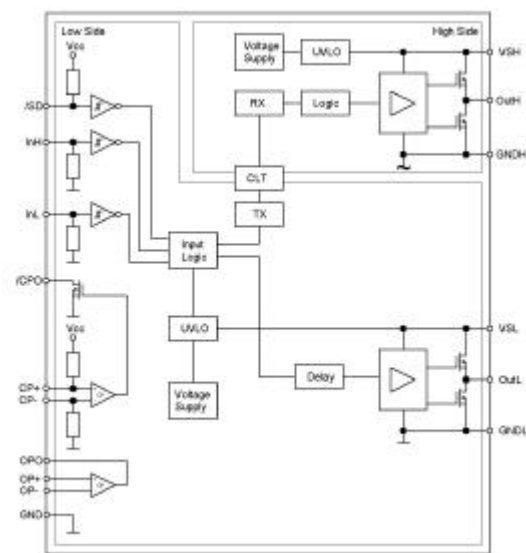 Low Side
High Side
Vcc
Voltage
Supply
UVLO
VSH
/SD
RX
Logic
OutH
InH
GNDH
CLT
TX
InL
Input
Logic
/CPO
Vcc
UVLO
VSL
CP+
CP-
Voltage
Supply
Delay
OutL
GNDL
OPO
OP+
OP-
GND